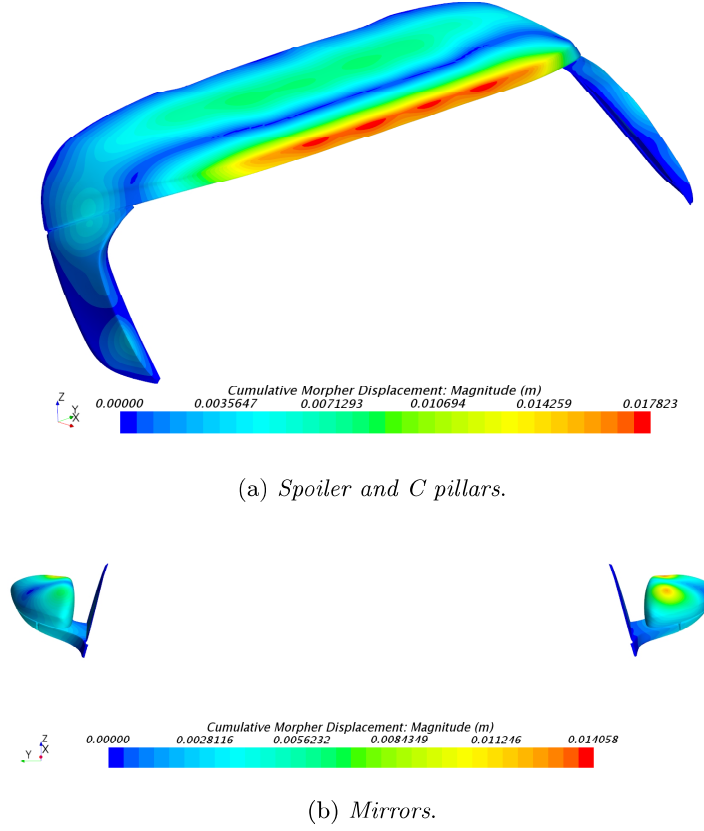 Cumulative Morpher Displacement: Magnitude (m)
0.00000 0.0035647 0.0071293 0.010694 0.014259 0.017823
Z
Y
X
(a) Spoiler and C pillars.
Cumulative Morpher Displacement: Magnitude (m)
0.00000 0.0028116 0.0056232 0.0084349 0.011246 0.014058
Z
X
Y
(b) Mirrors.